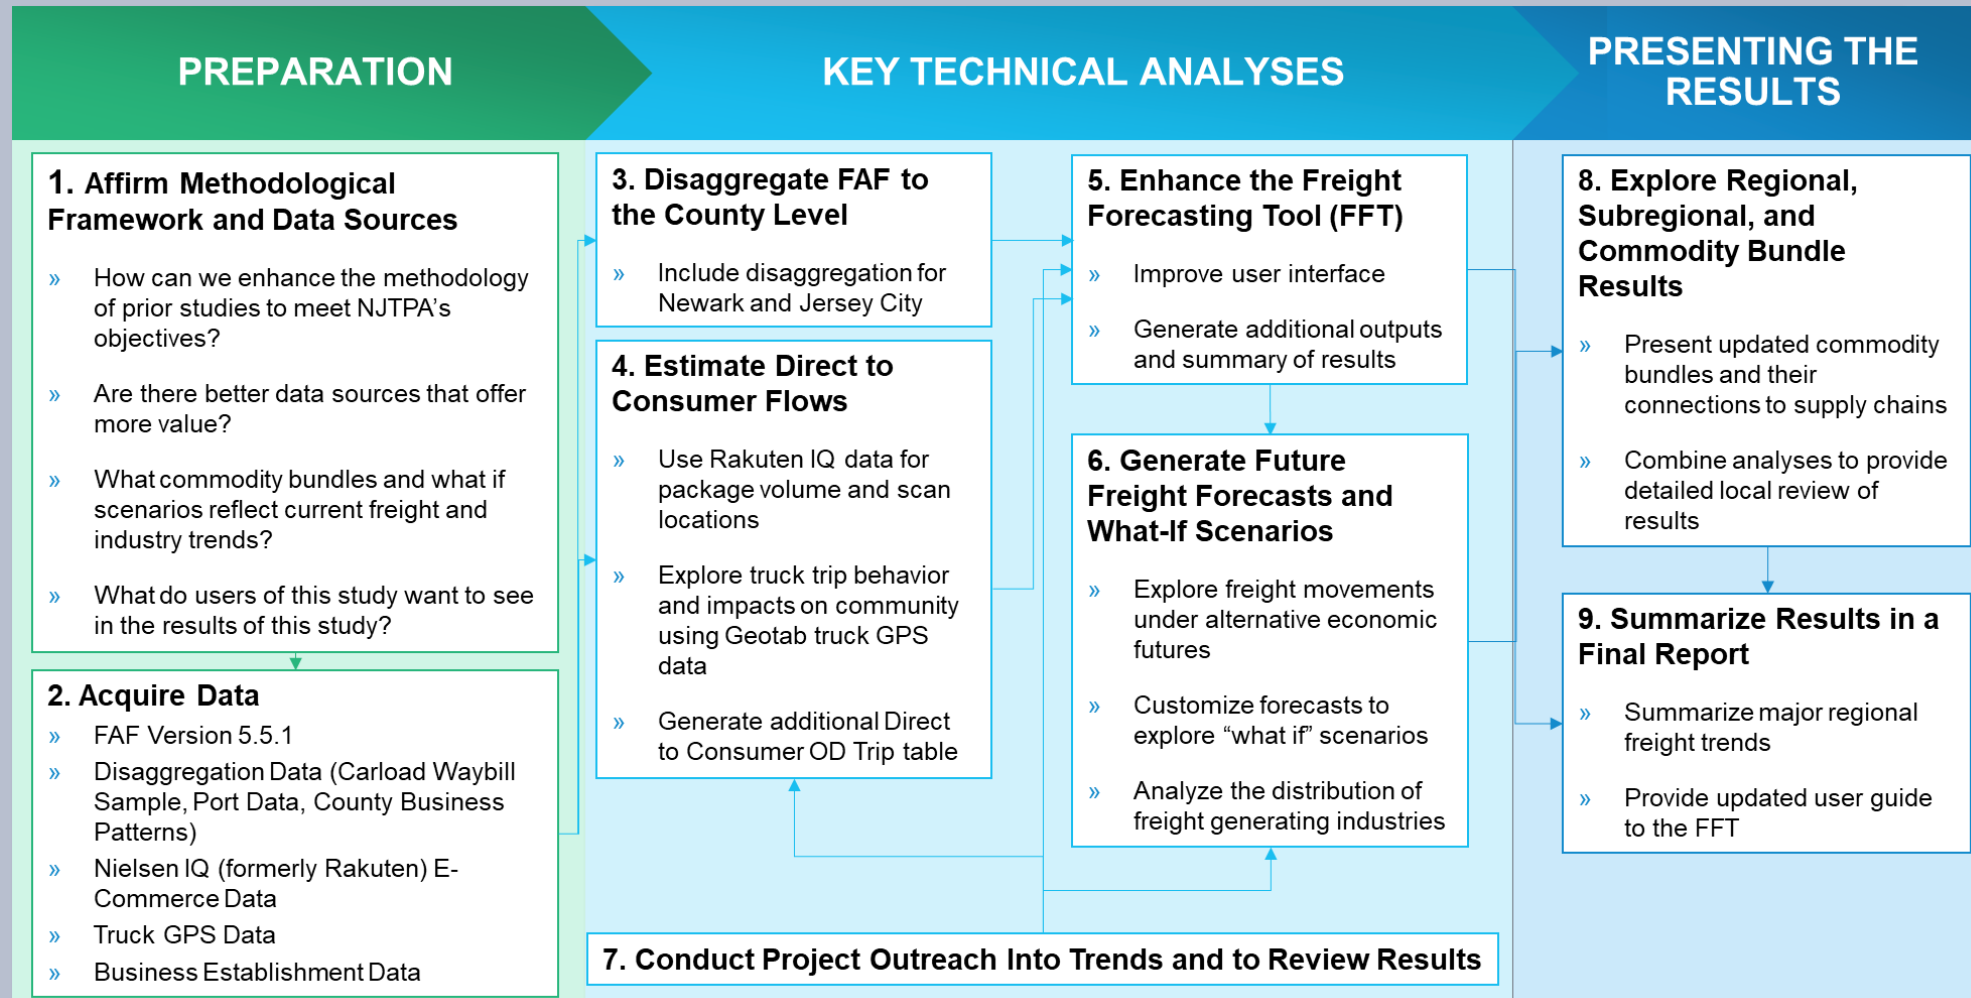 PREPARATION
KEY TECHNICAL ANALYSES
PRESENTING THE
RESULTS
1. Affirm Methodological
Framework and Data Sources
» How can we enhance the methodology
of prior studies to meet NJTPA’s
objectives?
» Are there better data sources that offer
more value?
» What commodity bundles and what if
scenarios reflect current freight and
industry trends?
» What do users of this study want to see
in the results of this study?
2. Acquire Data
» FAF Version 5.5.1
» Disaggregation Data (Carload Waybill
Sample, Port Data, County Business
Patterns)
» Nielsen IQ (formerly Rakuten) E-
Commerce Data
» Truck GPS Data
» Business Establishment Data
3. Disaggregate FAF to
the County Level
» Include disaggregation for
Newark and Jersey City
4. Estimate Direct to
Consumer Flows
» Use Rakuten IQ data for
package volume and scan
locations
» Explore truck trip behavior
and impacts on community
using Geotab truck GPS
data
» Generate additional Direct
to Consumer OD Trip table
5. Enhance the Freight
Forecasting Tool (FFT)
» Improve user interface
» Generate additional outputs
and summary of results
6. Generate Future
Freight Forecasts and
What-If Scenarios
» Explore freight movements
under alternative economic
futures
» Customize forecasts to
explore “what if” scenarios
» Analyze the distribution of
freight generating industries
7. Conduct Project Outreach Into Trends and to Review Results
8. Explore Regional,
Subregional, and
Commodity Bundle
Results
» Present updated commodity
bundles and their
connections to supply chains
» Combine analyses to provide
detailed local review of
results
9. Summarize Results in a
Final Report
» Summarize major regional
freight trends
» Provide updated user guide
to the FFT